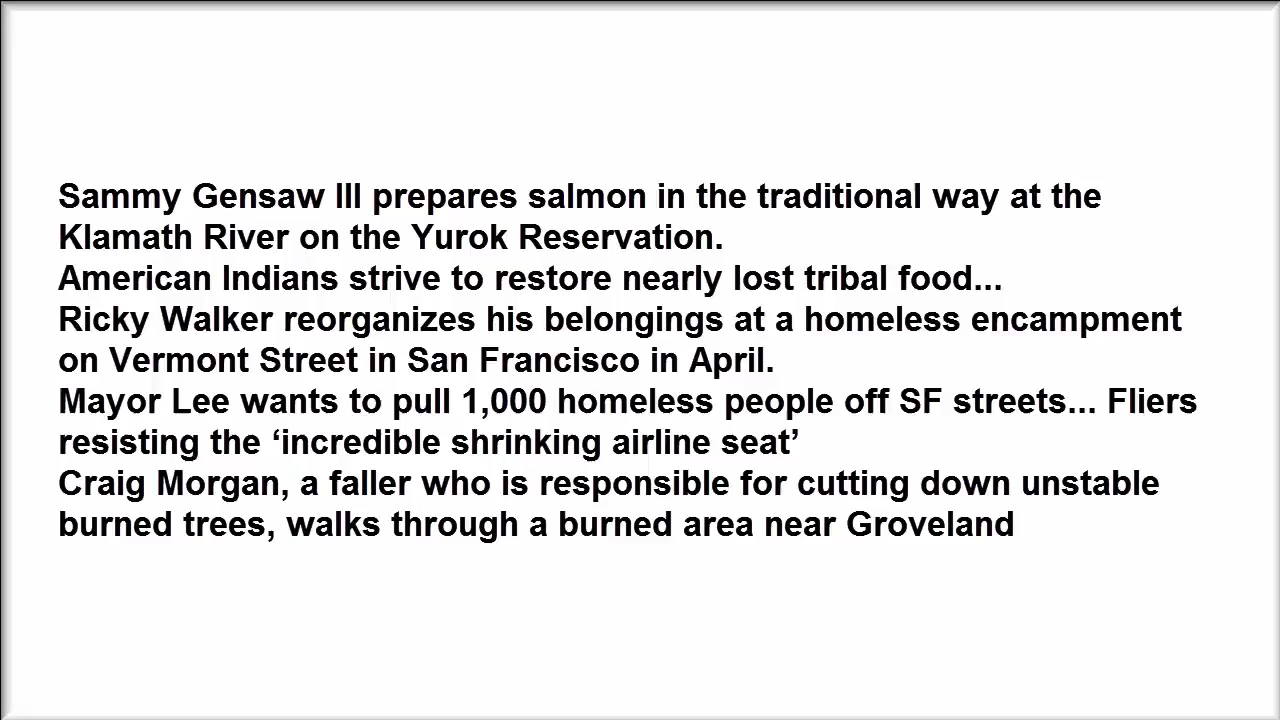 Sammy Gensaw III prepares salmon in the traditional way at the
Klamath River on the Yurok Reservation.
American Indians strive to restore nearly lost tribal food...
Ricky Walker reorganizes his belongings at a homeless encampment
on Vermont Street in San Francisco in April.
Mayor Lee wants to pull 1,000 homeless people off SF streets... Fliers
resisting the ‘incredible shrinking airline seat’
Craig Morgan, a faller who is responsible for cutting down unstable
burned trees, walks through a burned area near Groveland